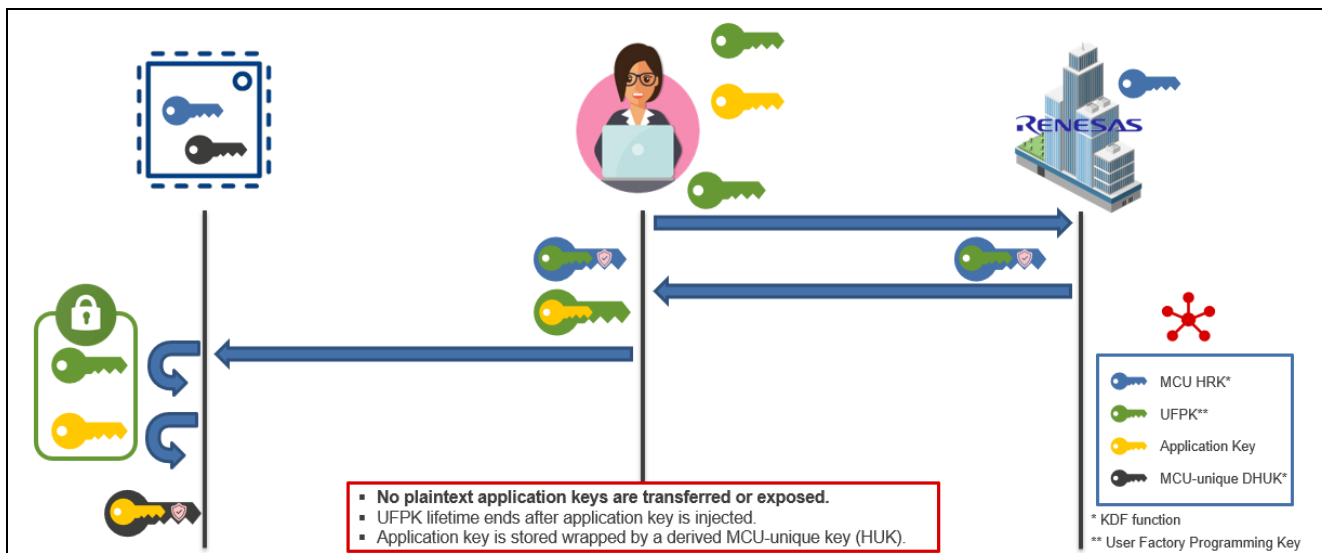 RENESAS
MCU HRK*
UFPK**
Application Key
MCU-unique DHUK*
* KDF function
** User Factory Programming Key
▪ No plaintext application keys are transferred or exposed.
▪ UFPK lifetime ends after application key is injected.
▪ Application key is stored wrapped by a derived MCU-unique key (HUK).